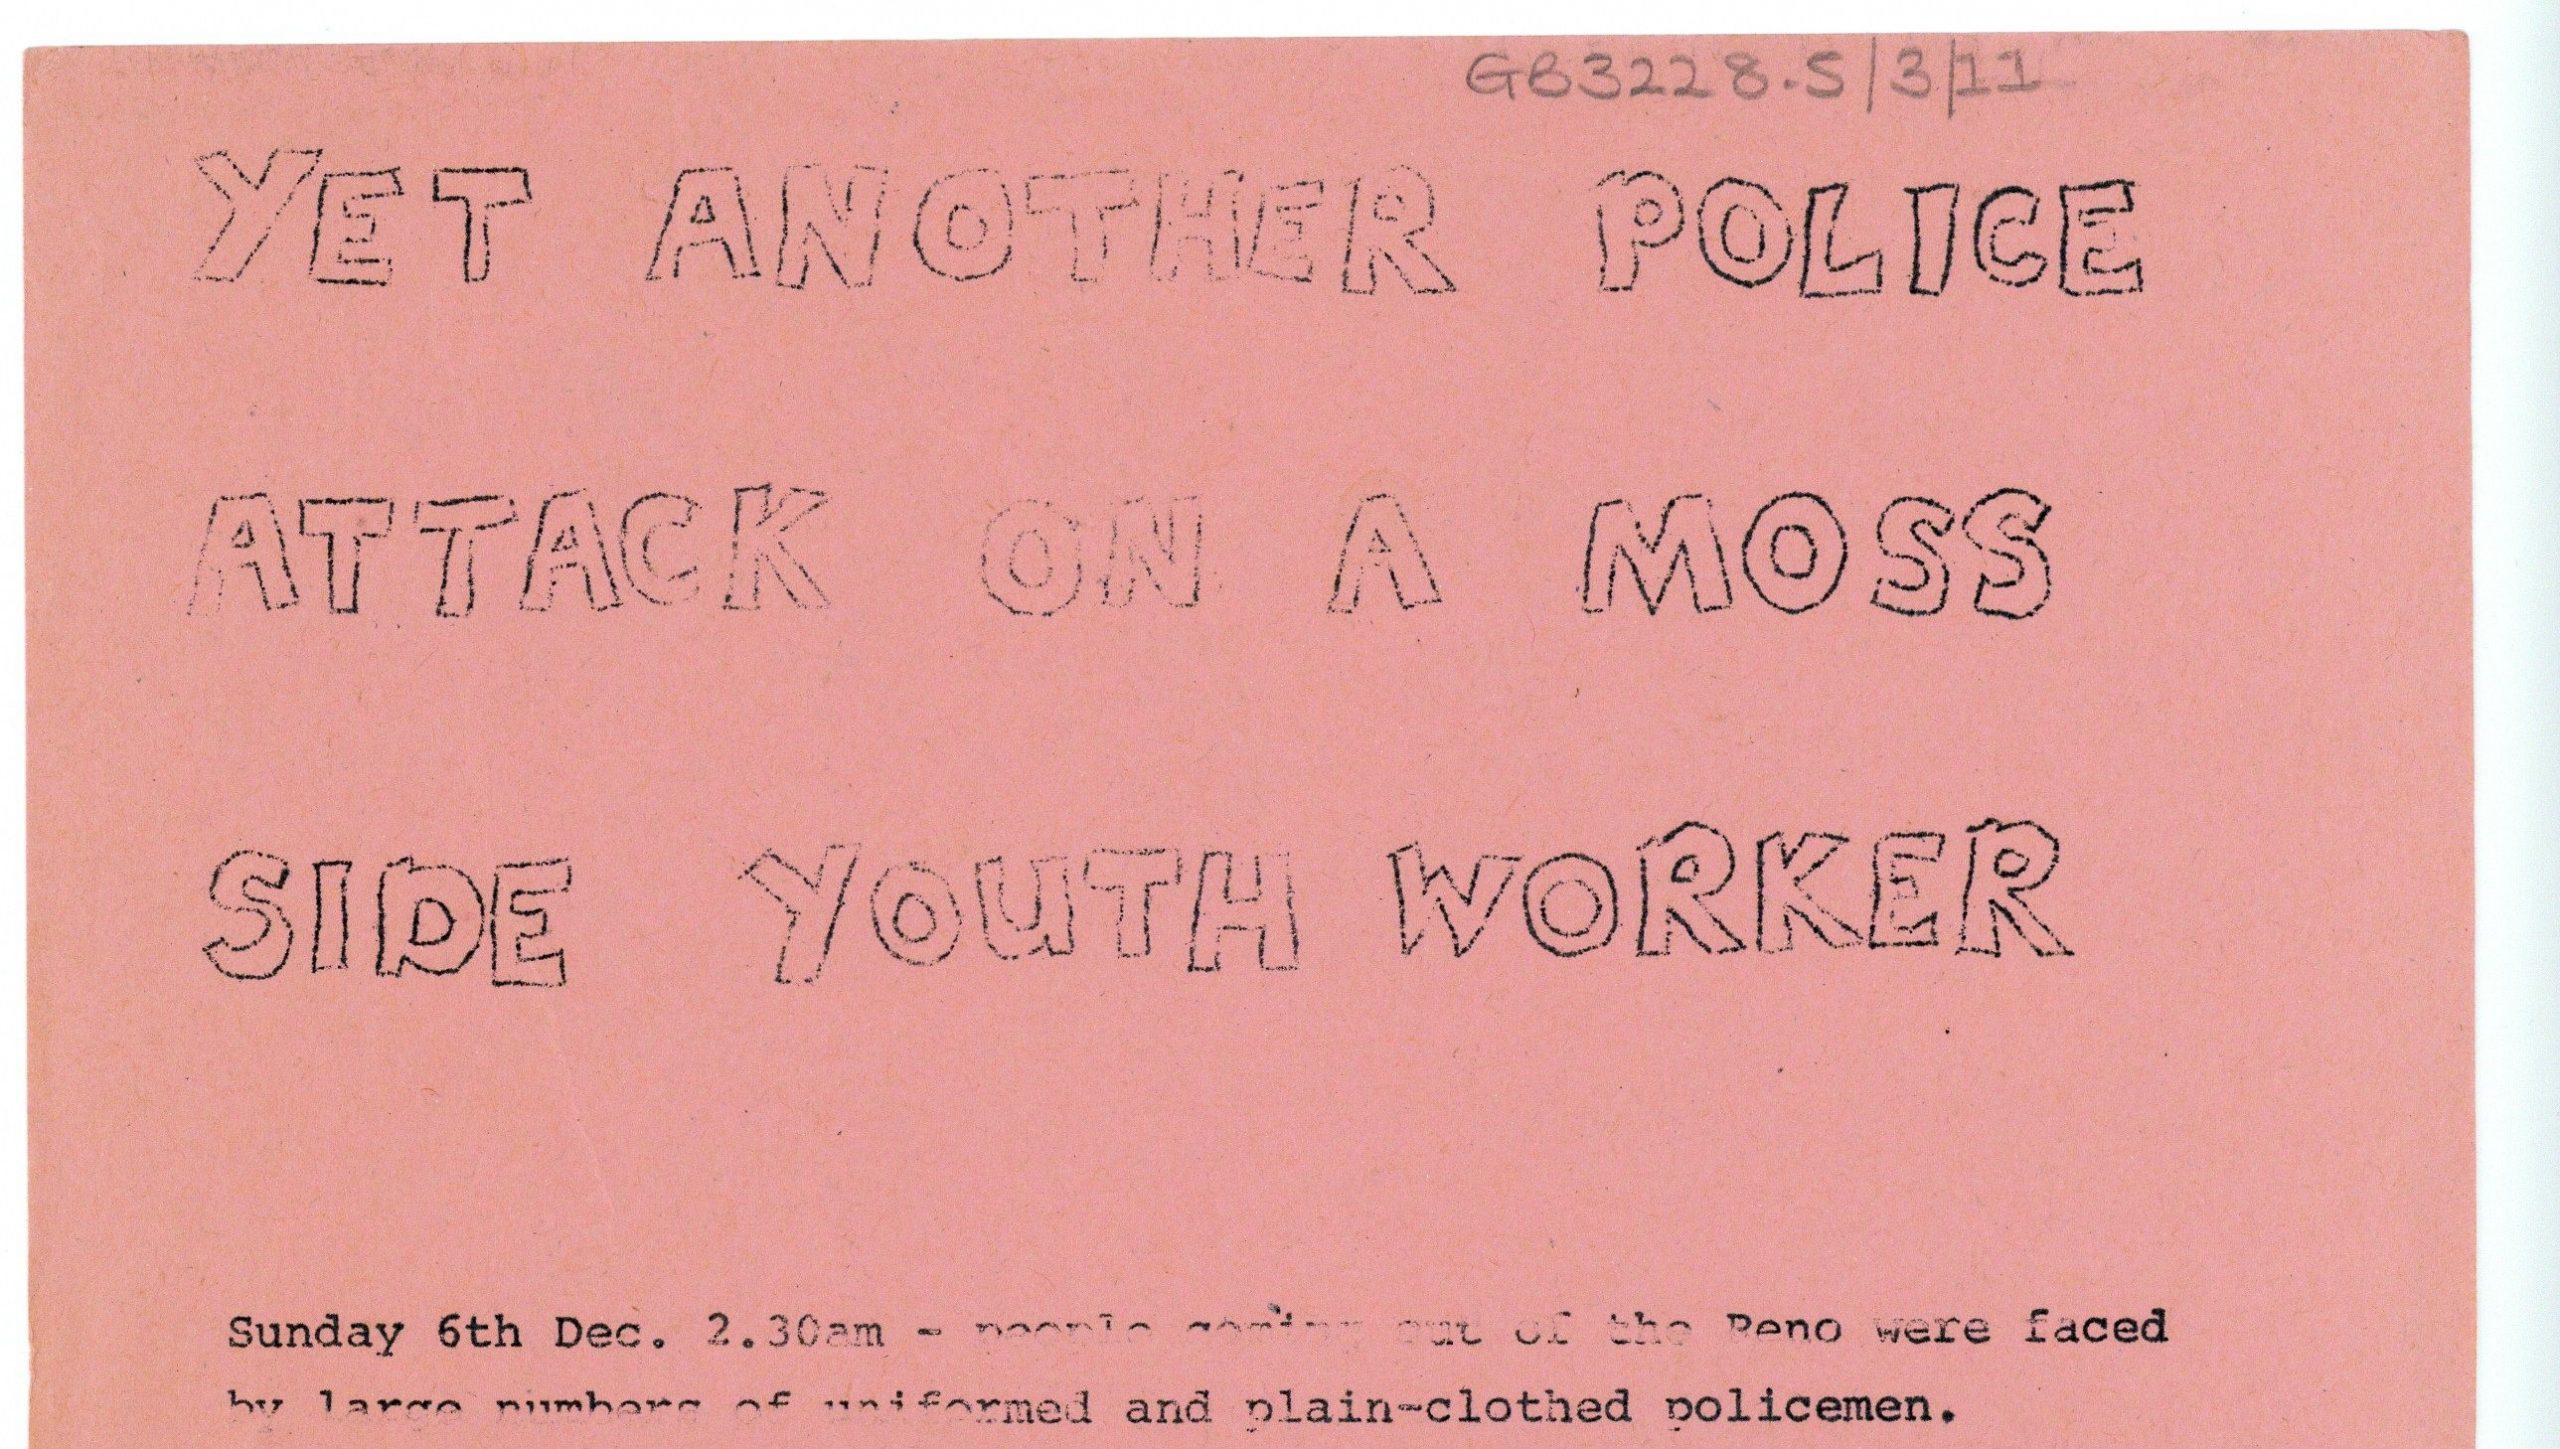 GB3228.5/3/11
YET ANOTHER POLICE
ATTACK ON A MOSS
SIDE YOUTH WORKER
Sunday 6th Dec. 2.30am - people coming out of the Reno were faced
by large numbers of uniformed and plain-clothed policemen.